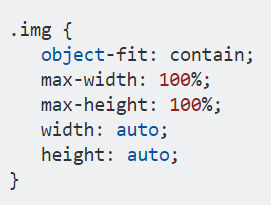 .img {
object-fit: contain;
max-width: 100%;
max-height: 100%;
width: auto;
height: auto;
}